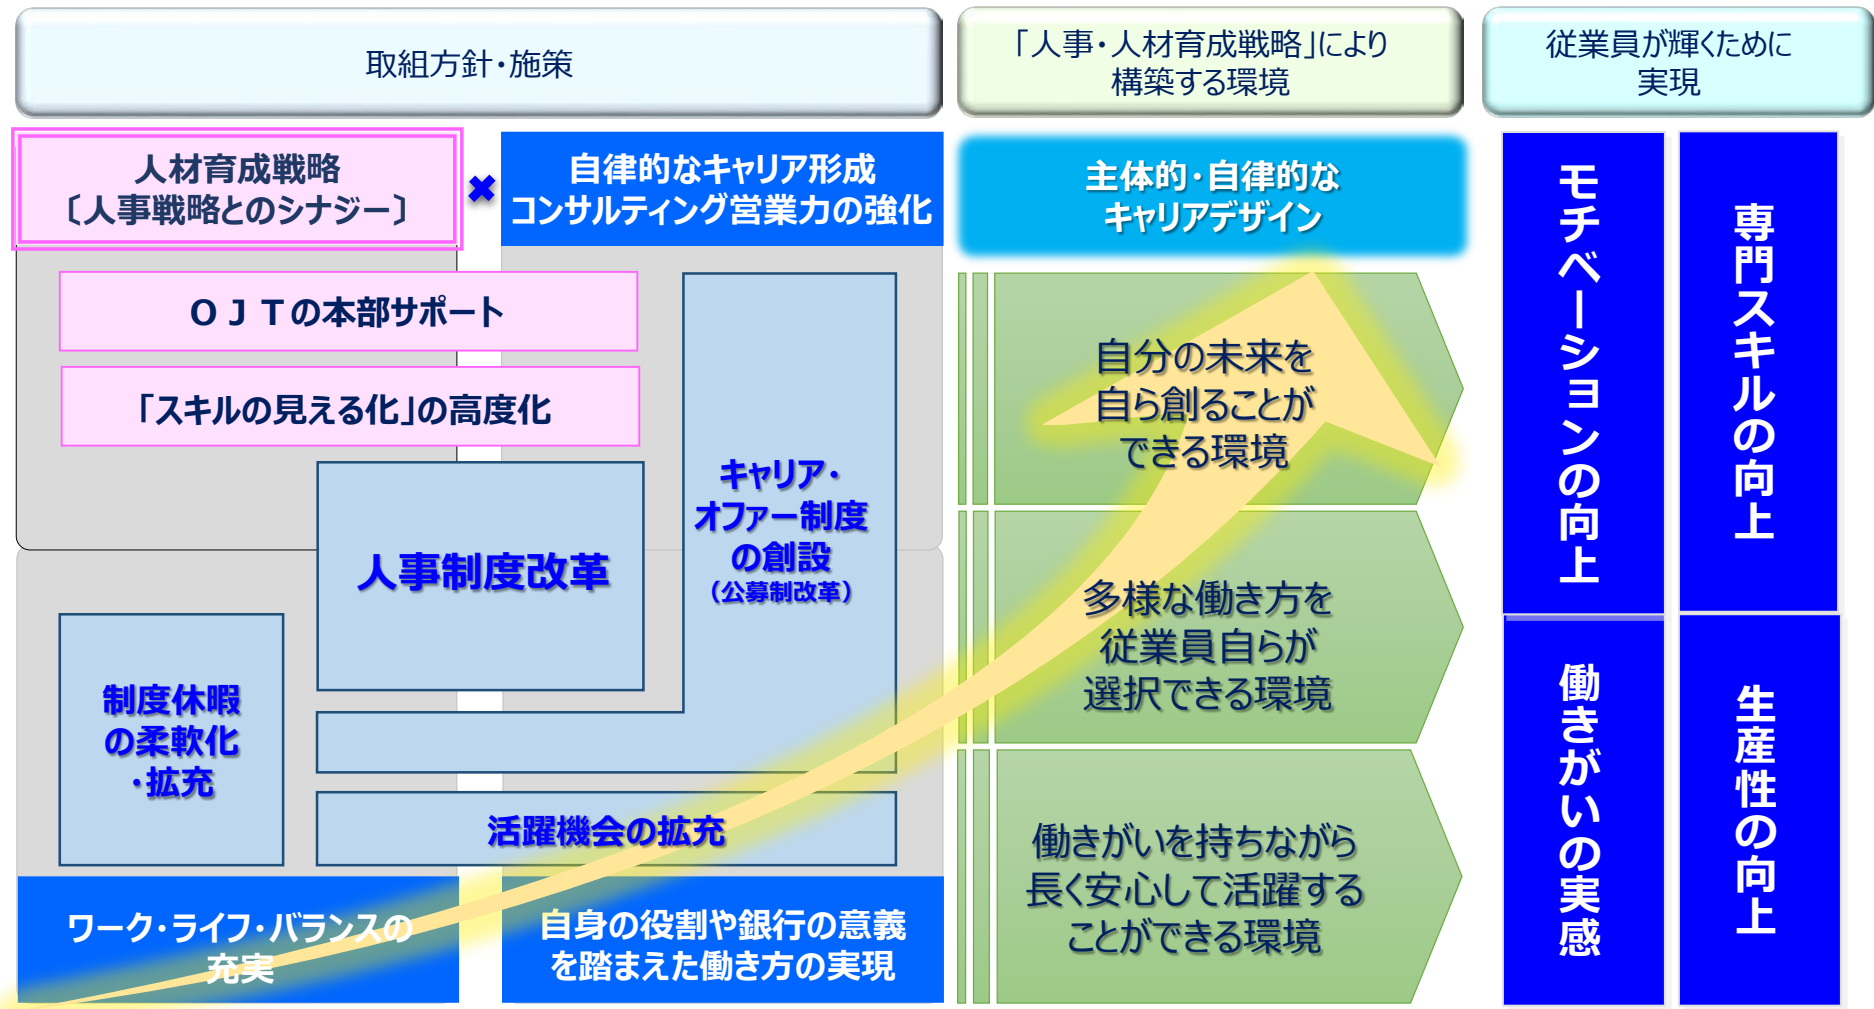 取組方針・施策
「人事・人材育成戦略」により
構築する環境
従業員が輝くために
実現
人材育成戦略
〔人事戦略とのシナジー〕
✖
自律的なキャリア形成
コンサルティング営業力の強化
ＯＪＴの本部サポート
「スキルの見える化」の高度化
人事制度改革
キャリア・
オファー制度
の創設
（公募制改革）
制度休暇
の柔軟化
・拡充
活躍機会の拡充
ワーク・ライフ・バランスの
充実
自身の役割や銀行の意義
を踏まえた働き方の実現
主体的・自律的な
キャリアデザイン
自分の未来を
自ら創ることが
できる環境
多様な働き方を
従業員自らが
選択できる環境
働きがいを持ちながら
長く安心して活躍する
ことができる環境
モチベーションの向上
専門スキルの向上
働きがいの実感
生産性の向上